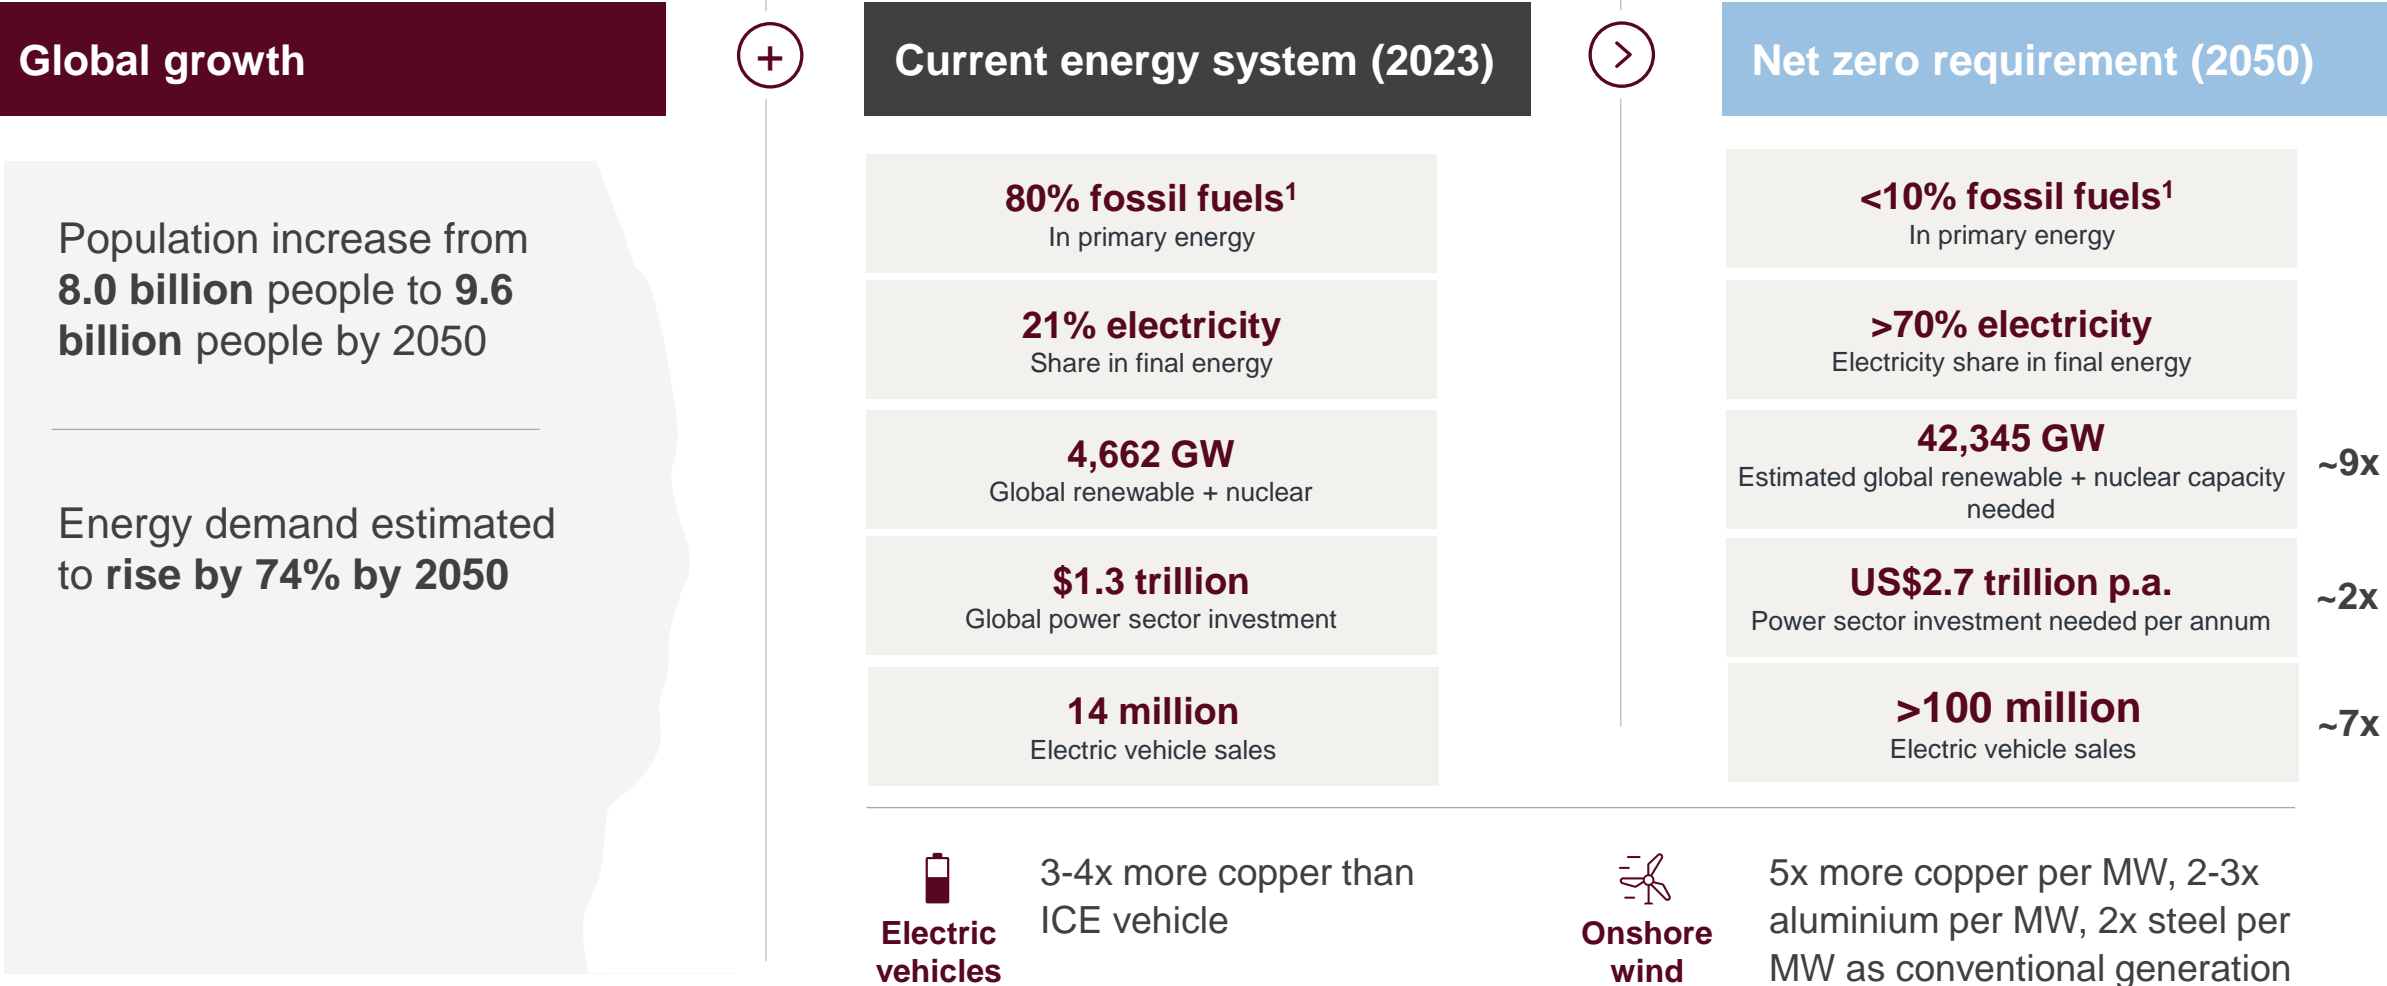 Global growth
+
Current energy system (2023)
>
Net zero requirement (2050)
Population increase from
8.0 billion people to 9.6
billion people by 2050
Energy demand estimated
to rise by 74% by 2050
80% fossil fuels¹
In primary energy
21% electricity
Share in final energy
4,662 GW
Global renewable + nuclear
$1.3 trillion
Global power sector investment
14 million
Electric vehicle sales
<10% fossil fuels¹
In primary energy
>70% electricity
Electricity share in final energy
42,345 GW
Estimated global renewable + nuclear capacity
needed
~9x
US$2.7 trillion p.a.
Power sector investment needed per annum
~2x
>100 million
Electric vehicle sales
~7x
Electric
vehicles
3-4x more copper than
ICE vehicle
Onshore
wind
5x more copper per MW, 2-3x
aluminium per MW, 2x steel per
MW as conventional generation